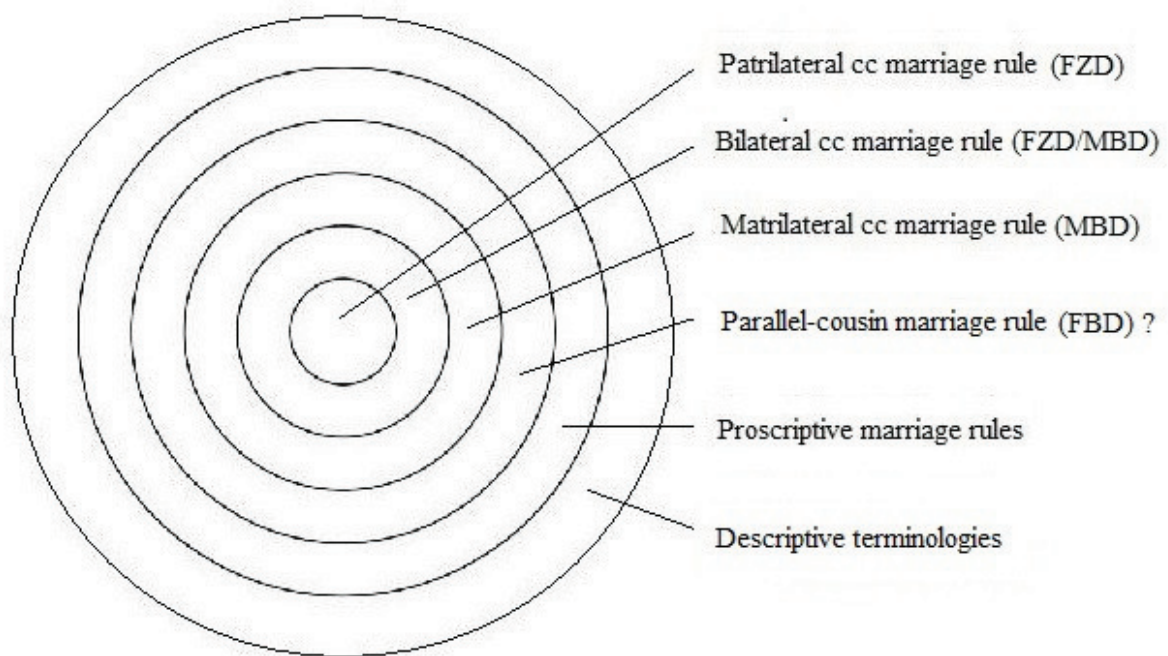 Patrilateral cc marriage rule (FZD)
Bilateral cc marriage rule (FZD/MBD)
Matrilateral cc marriage rule (MBD)
Parallel-cousin marriage rule (FBD) ?
Proscriptive marriage rules
Descriptive terminologies